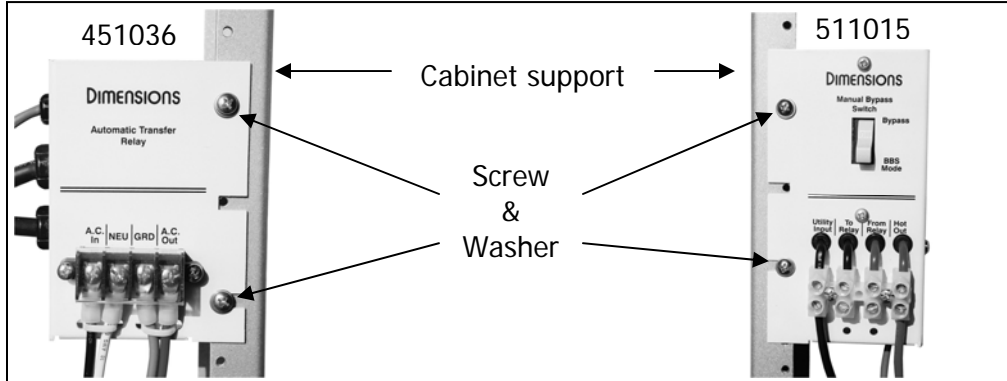 451036
DIMENSIONS
Automatic Transfer
Relay
A.C.
In
NEU
GRD
A.C.
Out
Cabinet support
Screw
&
Washer
511015
DIMENSIONS
Manual Bypass
Switch
Bypass
BBS
Mode
Utility
Input
To
Relay
From
Relay
Hot
Out